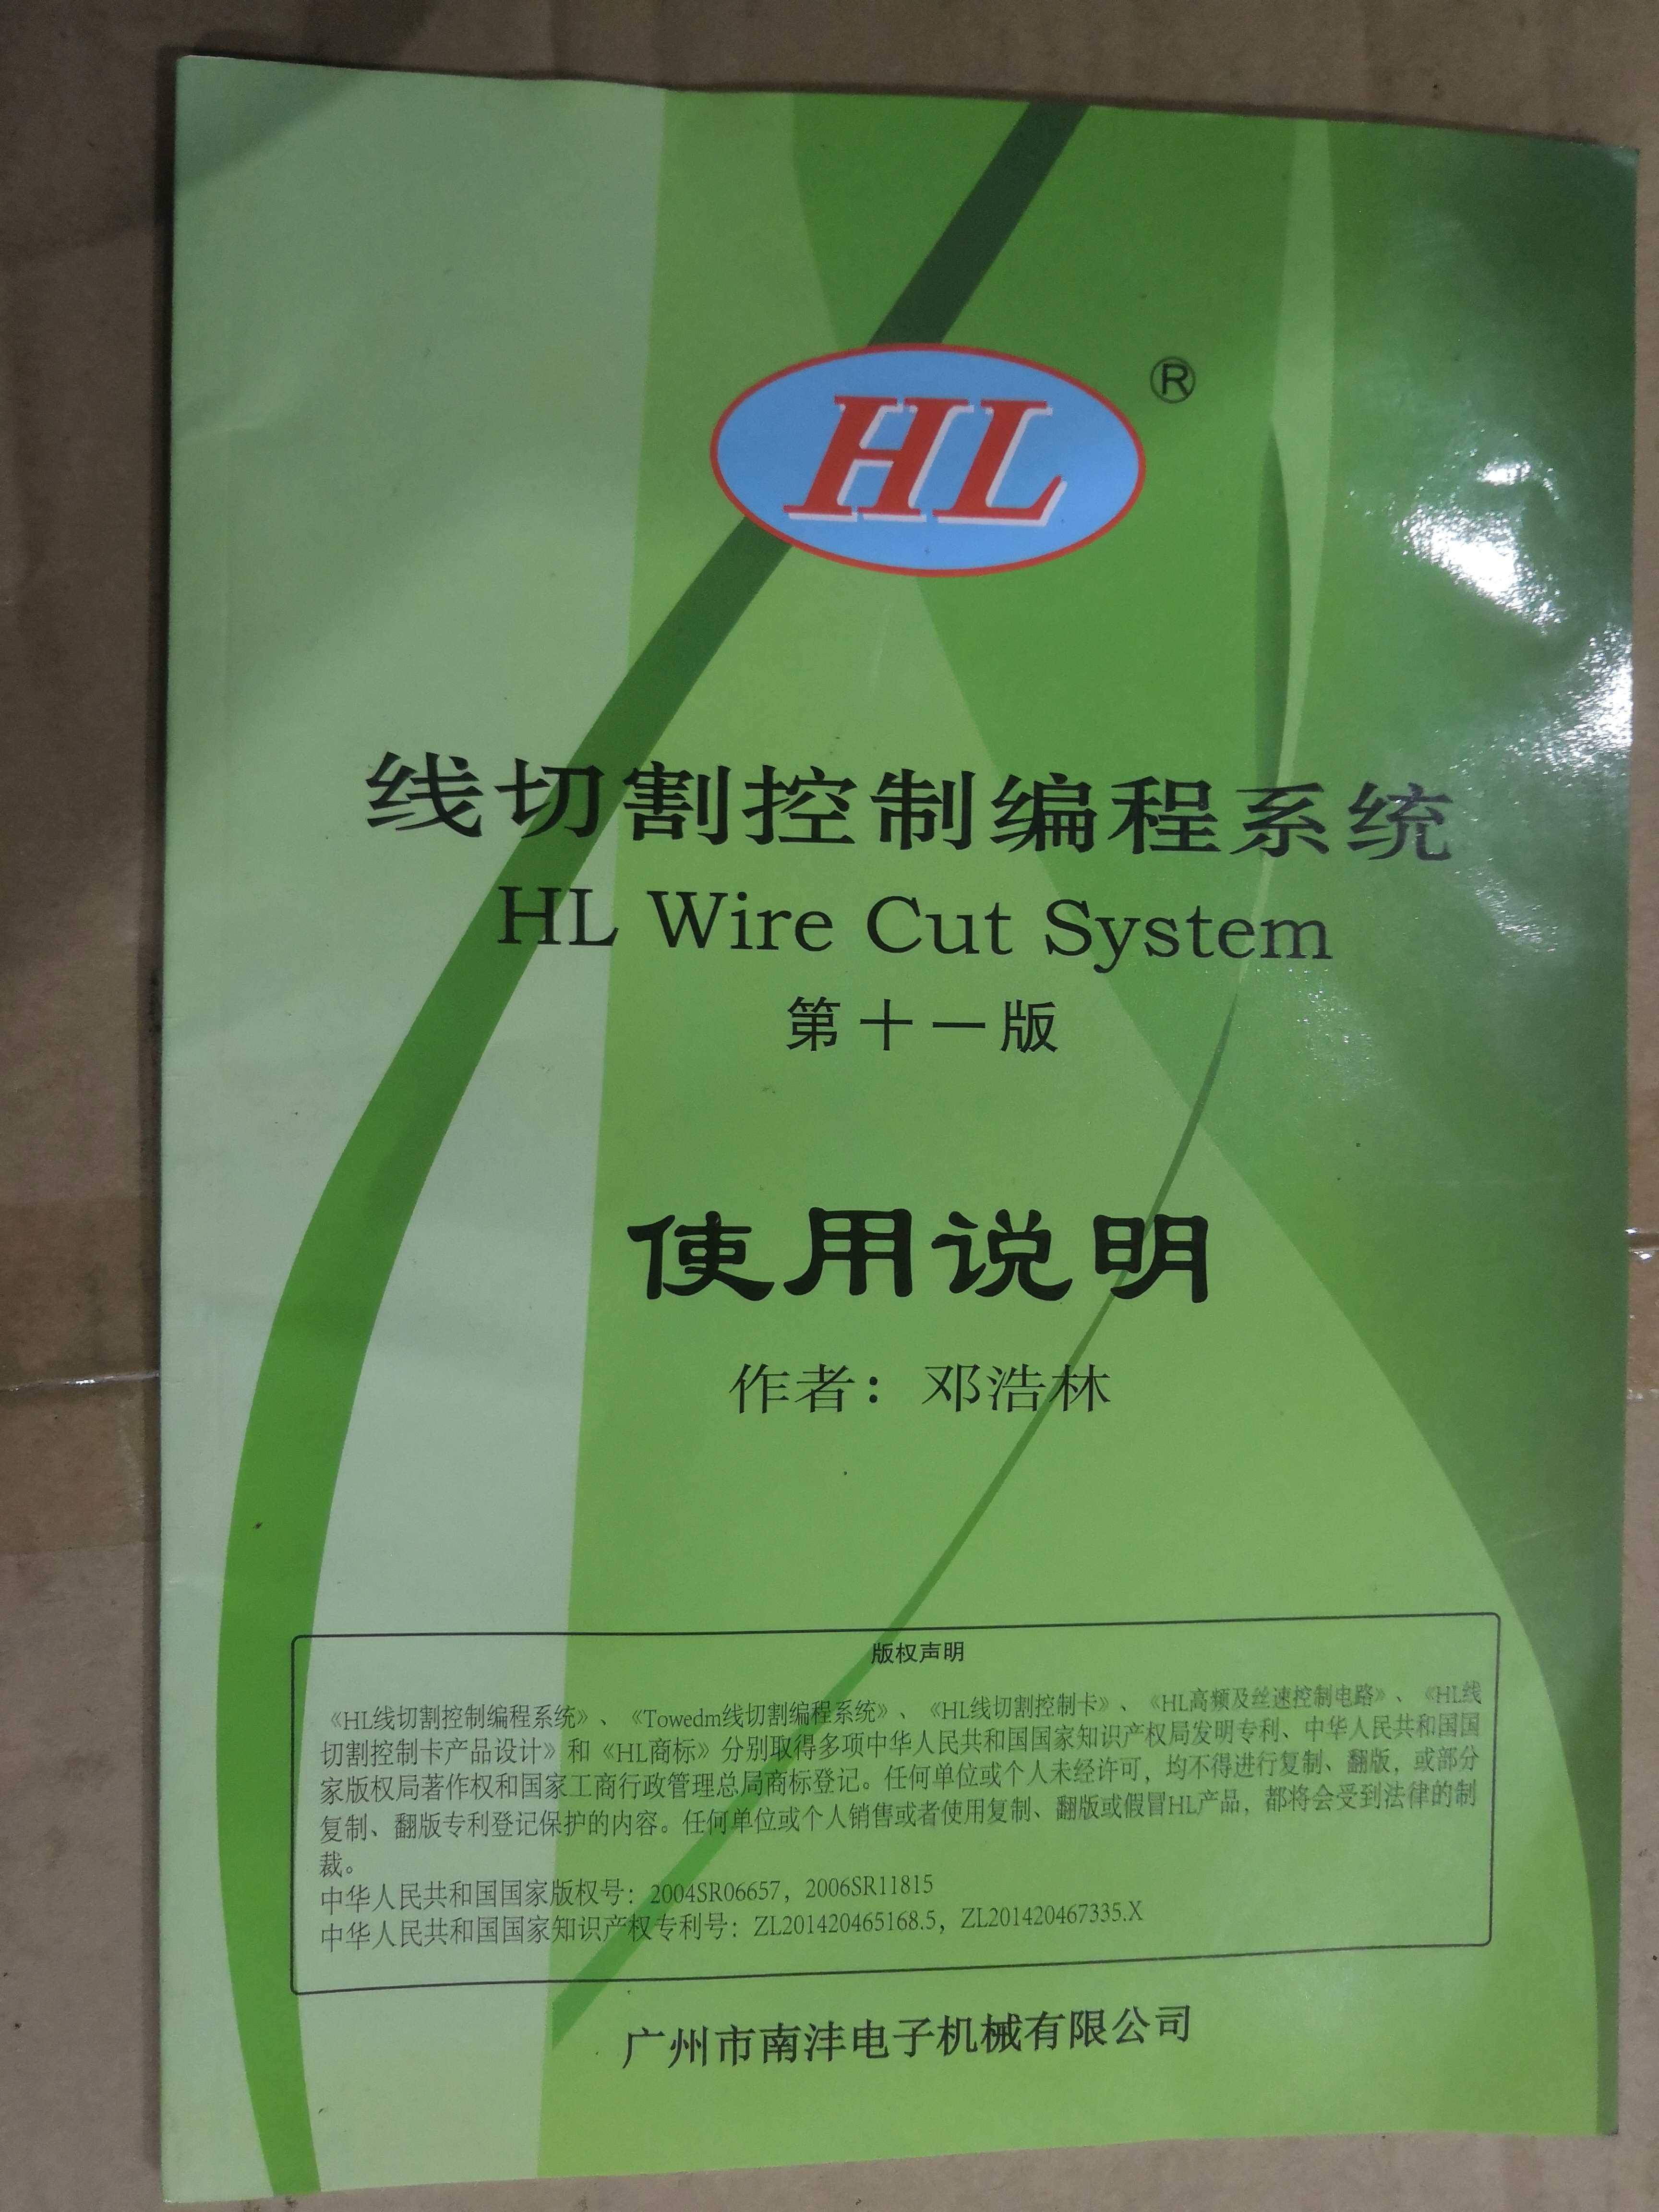 HL ®
线切割控制编程系统
HL Wire Cut System
第十一版
使用说明
作者：邓浩林
版权声明
《HL线切割控制编程系统》、《Towedm线切割编程系统》、《HL线切割控制卡》、《HL高频及丝速控制电路》、《HL线
切割控制卡产品设计》和《HL商标》分别取得多项中华人民共和国国家知识产权局发明专利、中华人民共和国国
家版权局著作权和国家工商行政管理总局商标登记。任何单位或个人未经许可，均不得进行复制、翻版，或部分
复制、翻版专利登记保护的内容。任何单位或个人销售或者使用复制、翻版或假冒HL产品，都将会受到法律的制
裁。
中华人民共和国国家版权号：2004SR06657，2006SR11815
中华人民共和国国家知识产权专利号：ZL201420465168.5，ZL201420467335.X
广州市南沣电子机械有限公司